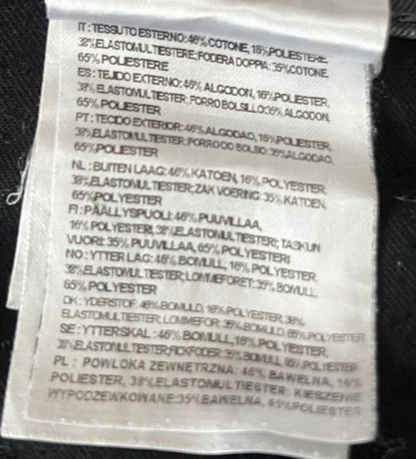 IT : TESSUTO ESTERNO: 46% COTONE, 16% POLIESTERE,
38% ELASTOMULTIESTERE; FODERA DOPPIA: 35% COTONE,
65% POLIESTERE
ES : TEJIDO EXTERNO: 46% ALGODON, 16% POLIESTER,
38% ELASTOMULTIESTER; FORRO BOLSILLO: 35% ALGODON,
65% POLIESTER
PT : TECIDO EXTERIOR: 46% ALGODAO, 16% POLIESTER,
38% ELASTOMULTIESTER; FORRO DO BOLSO: 35% ALGODAO,
65% POLIESTER
NL : BUITEN LAAG: 46% KATOEN, 16% POLYESTER,
38% ELASTOMULTIESTER; ZAK VOERING: 35% KATOEN,
65% POLYESTER
FI : PÄÄLLYSPUOLI: 46% PUUVILLAA,
16% POLYESTERI, 38% ELASTOMULTIESTERI; TASKUN
VUORI: 35% PUUVILLAA, 65% POLYESTERI
NO : YTTER LAG: 46% BOMULL, 16% POLYESTER,
38% ELASTOMULTIESTER; LOMMEFORET: 35% BOMULL,
65% POLYESTER
DK : YDERSTOF: 46% BOMULD, 16% POLYESTER, 38%
ELASTOMULTIESTER; LOMMEFOR: 35% BOMULD, 65% POLYESTER
SE : YTTERSKAL : 46% BOMULL, 16% POLYESTER,
38% ELASTOMULTIESTER; FICKFODER: 35% BOMULL, 65% POLYESTER
PL : POWLOKA ZEWNĘTRZNA: 46% BAWELNA, 16%
POLIESTER, 38% ELASTOMULTIESTER; KIESZENIE
WYPODZEWKOWANE: 35% BAWELNA, 65% POLIESTER